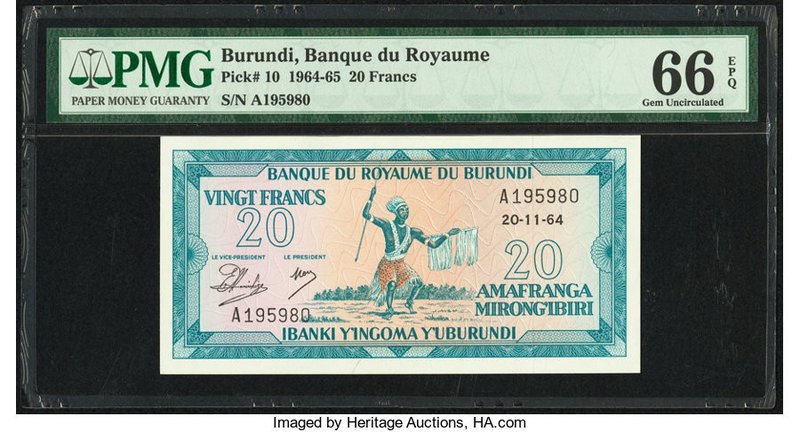 PMG
PAPER MONEY GUARANTY
Burundi, Banque du Royaume
Pick# 10 1964-65 20 Francs
S/N A195980
66 EPQ
Gem Uncirculated
BANQUE DU ROYAUME DU BURUNDI
VINGT FRANCS
A195980
20
20-11-64
LE VICE-PRESIDENT LE PRESIDENT
20
AMAFRANGA
MIRONG'IBIRI
A195980
IBANKI Y'INGOMA Y'UBURUNDI
Imaged by Heritage Auctions, HA.com